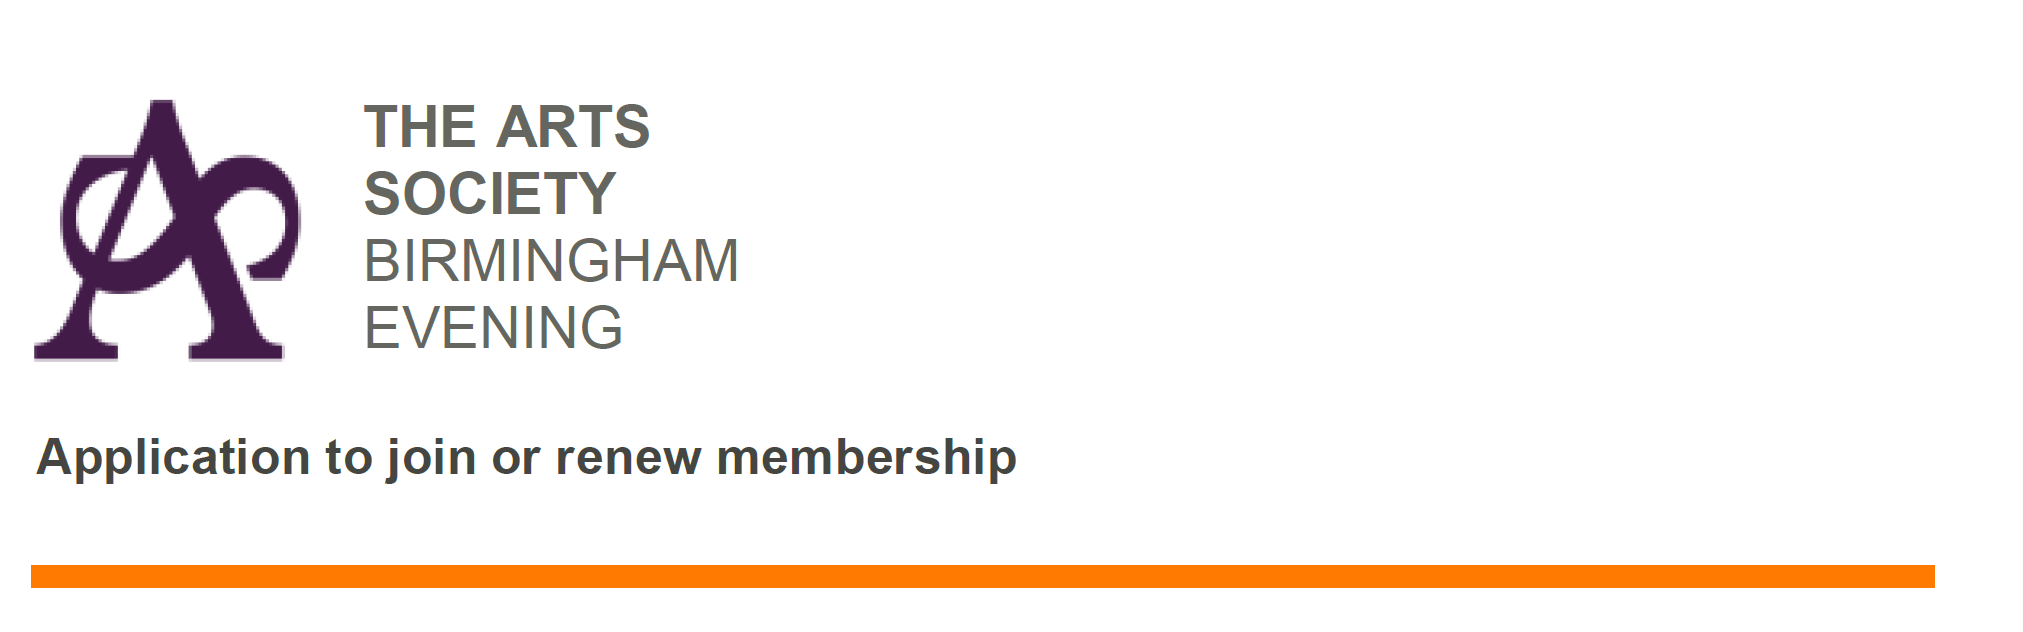 THE ARTS
SOCIETY
BIRMINGHAM
EVENING
Application to join or renew membership